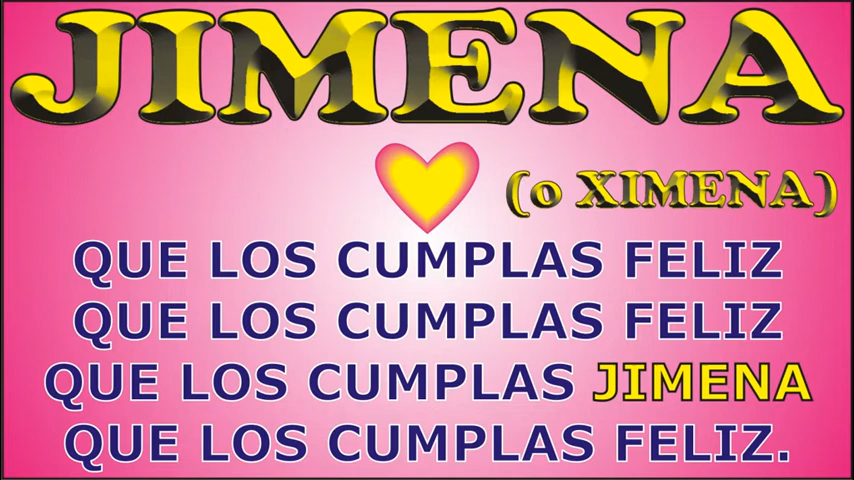 JIMENA
(o XIMENA)
QUE LOS CUMPLAS FELIZ
QUE LOS CUMPLAS FELIZ
QUE LOS CUMPLAS JIMENA
QUE LOS CUMPLAS FELIZ.